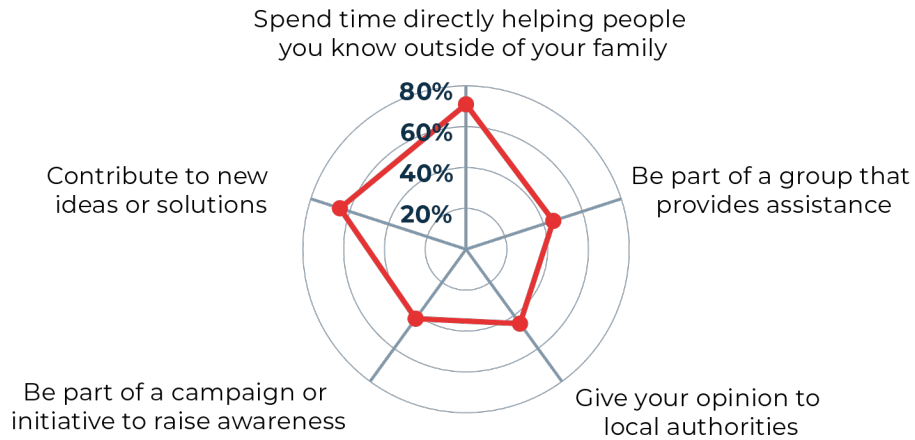 Spend time directly helping people
you know outside of your family
80%
60%
40%
20%
Contribute to new
ideas or solutions
Be part of a group that
provides assistance
Be part of a campaign or
initiative to raise awareness
Give your opinion to
local authorities